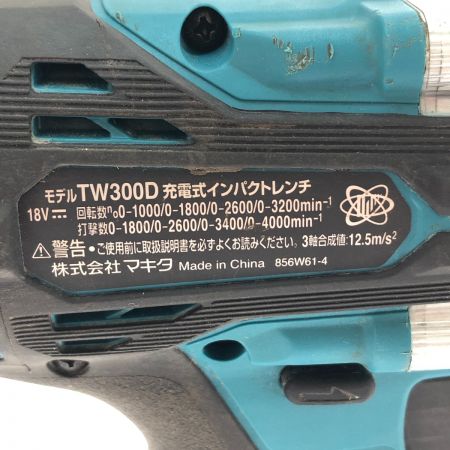 モデルTW300D 充電式インパクトレンチ
18V⎓ 回転数n₀0-1000/0-1800/0-2600/0-3200min⁻¹
打撃数0-1800/0-2600/0-3400/0-4000min⁻¹
⚠警告・ご使用前に取扱説明書を必ずよくお読みください。3軸合成値:12.5m/s²
株式会社マキタ Made in China 856W61-4